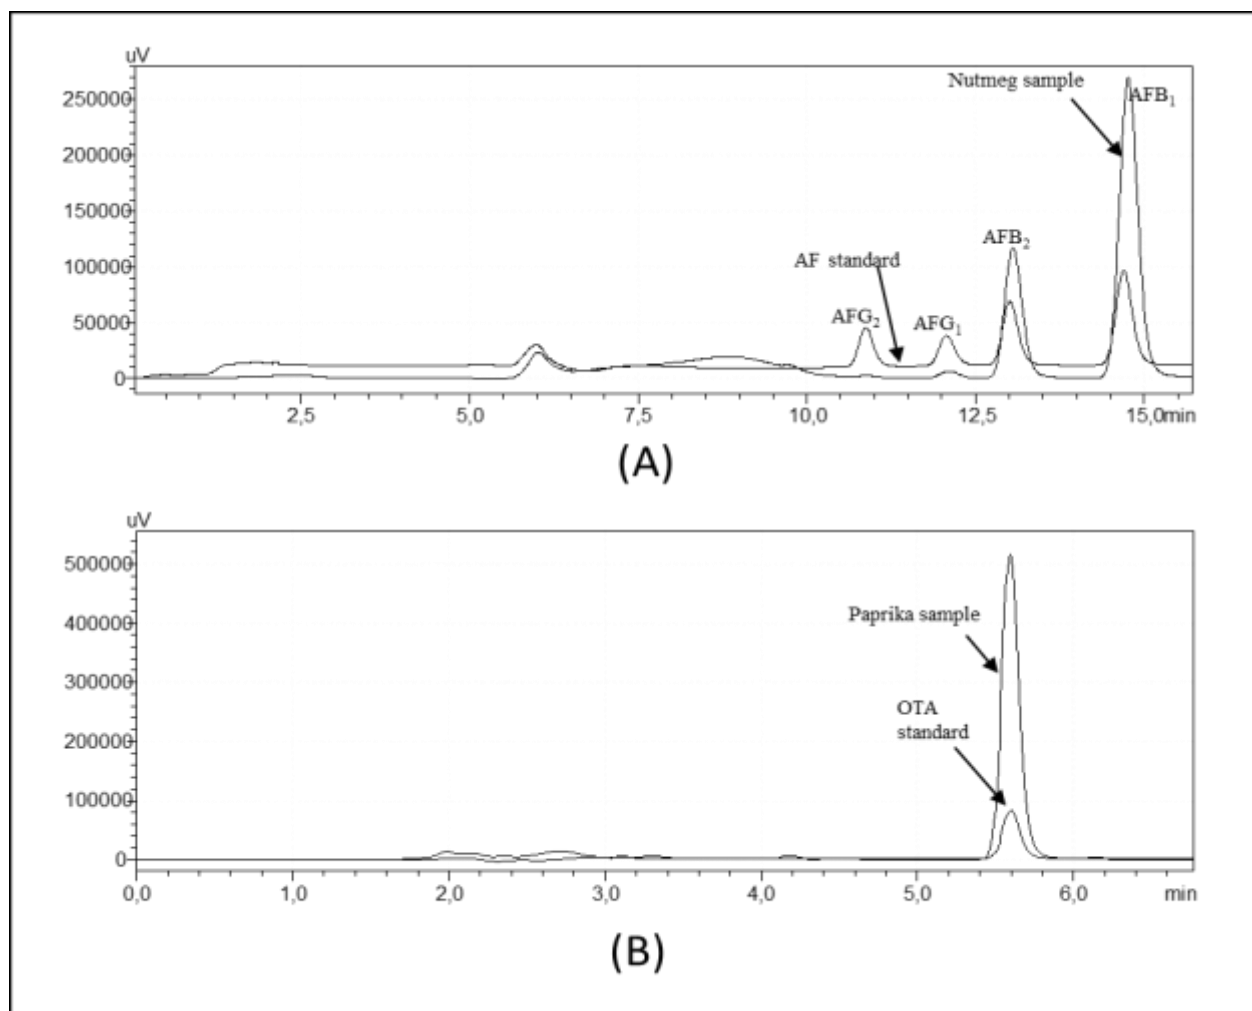 uV
250000
200000
150000
100000
50000
0
Nutmeg sample
AFB₁
AFB₂
AF standard
AFG₂
AFG₁
2,5 5,0 7,5 10,0 12,5 15,0 min
(A)
uV
500000
400000
300000
200000
100000
0
Paprika sample
OTA
standard
0,0 1,0 2,0 3,0 4,0 5,0 6,0 min
(B)